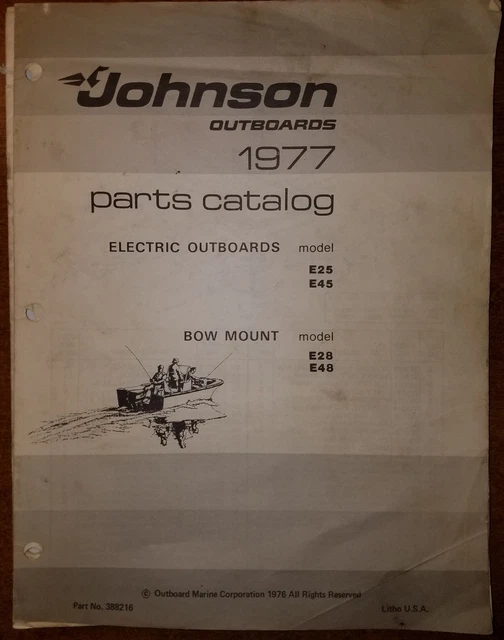 Johnson
OUTBOARDS
1977
parts catalog
ELECTRIC OUTBOARDS model
E25
E45
BOW MOUNT model
E28
E48
© Outboard Marine Corporation 1976 All Rights Reserved
Part No. 388216
Litho U.S.A.